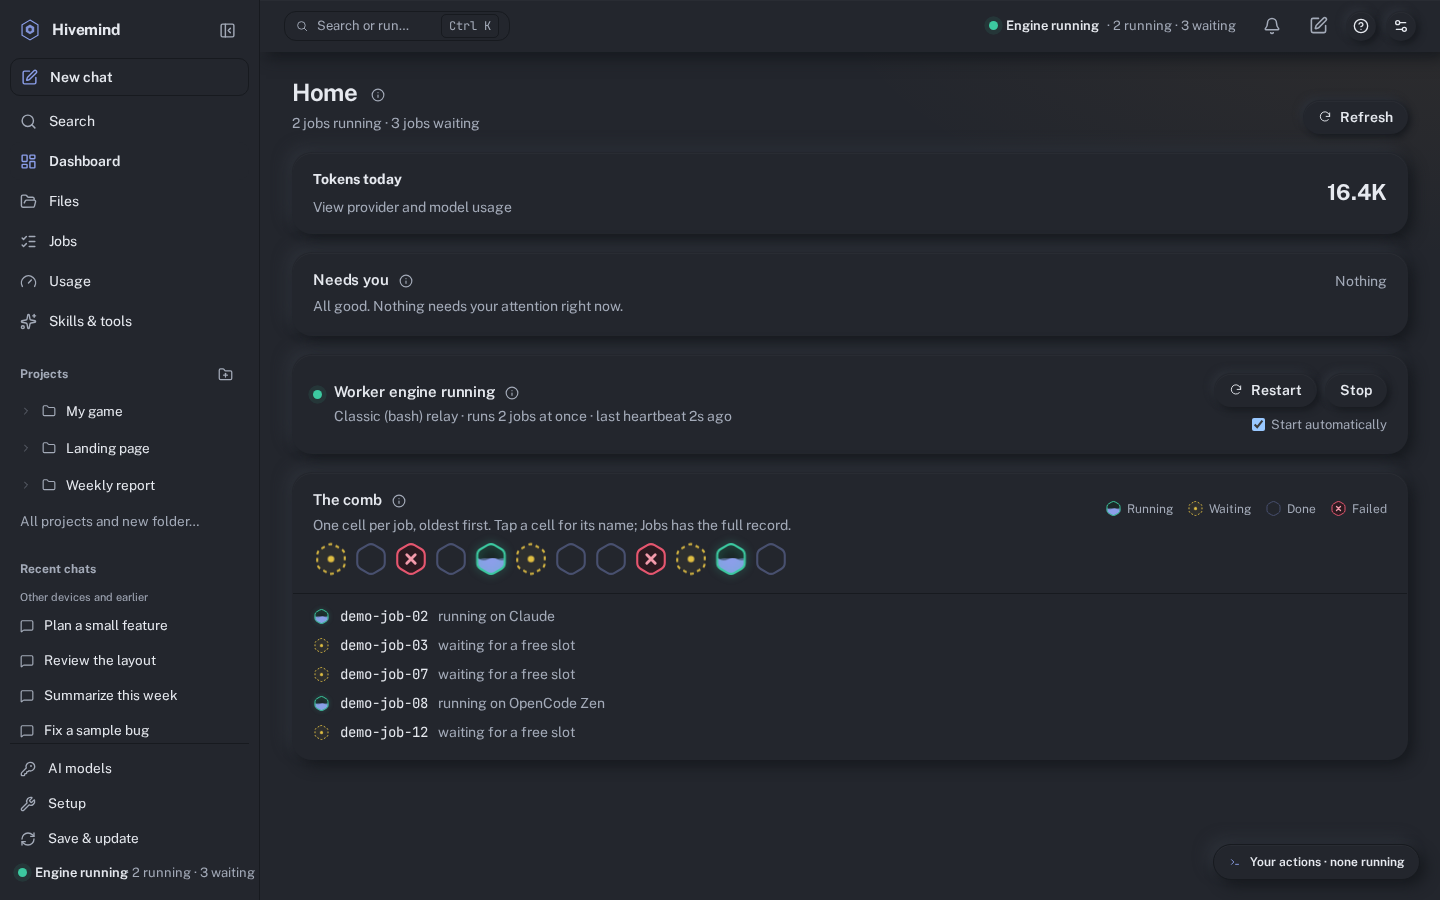 Hivemind
New chat
Search
Dashboard
Files
Jobs
Usage
Skills & tools
Projects
My game
Landing page
Weekly report
All projects and new folder...
Recent chats
Other devices and earlier
Plan a small feature
Review the layout
Summarize this week
Fix a sample bug
AI models
Setup
Save & update
Engine running 2 running · 3 waiting
Search or run... Ctrl K
Engine running · 2 running · 3 waiting
Home
2 jobs running · 3 jobs waiting
Refresh
Tokens today
View provider and model usage
16.4K
Needs you
All good. Nothing needs your attention right now.
Nothing
Worker engine running
Classic (bash) relay · runs 2 jobs at once · last heartbeat 2s ago
Restart Stop
Start automatically
The comb
One cell per job, oldest first. Tap a cell for its name; Jobs has the full record.
Running Waiting Done Failed
demo-job-02 running on Claude
demo-job-03 waiting for a free slot
demo-job-07 waiting for a free slot
demo-job-08 running on OpenCode Zen
demo-job-12 waiting for a free slot
Your actions · none running